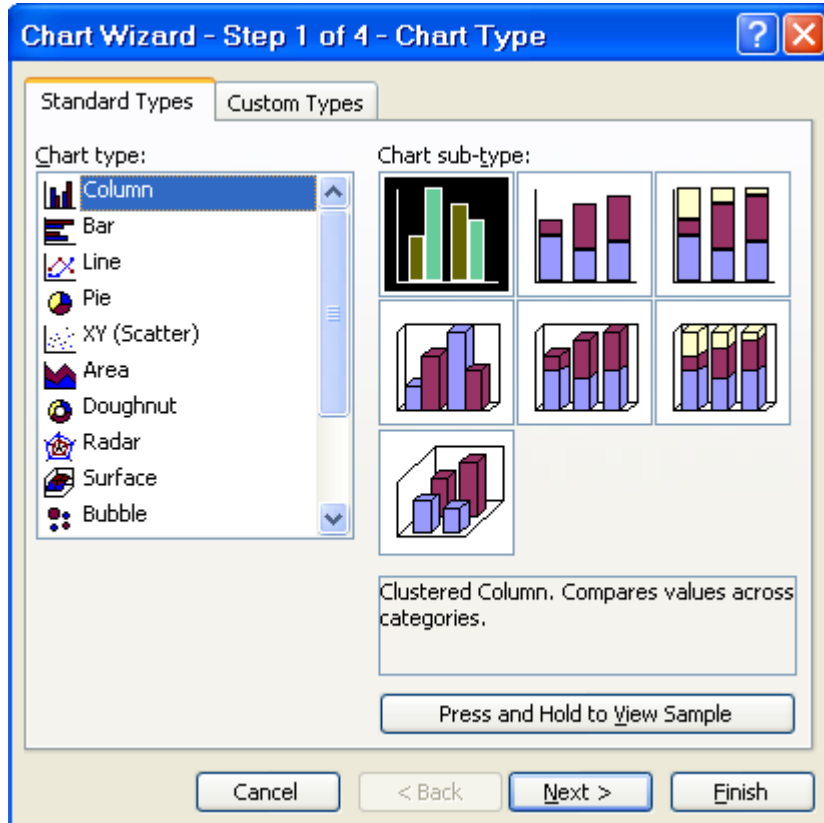 Chart Wizard - Step 1 of 4 - Chart Type
?
Standard Types
Custom Types
Chart type:
Column
Bar
Line
Pie
XY (Scatter)
Area
Doughnut
Radar
Surface
Bubble
Chart sub-type:
Clustered Column. Compares values across
categories.
Press and Hold to View Sample
Cancel
< Back
Next >
Finish